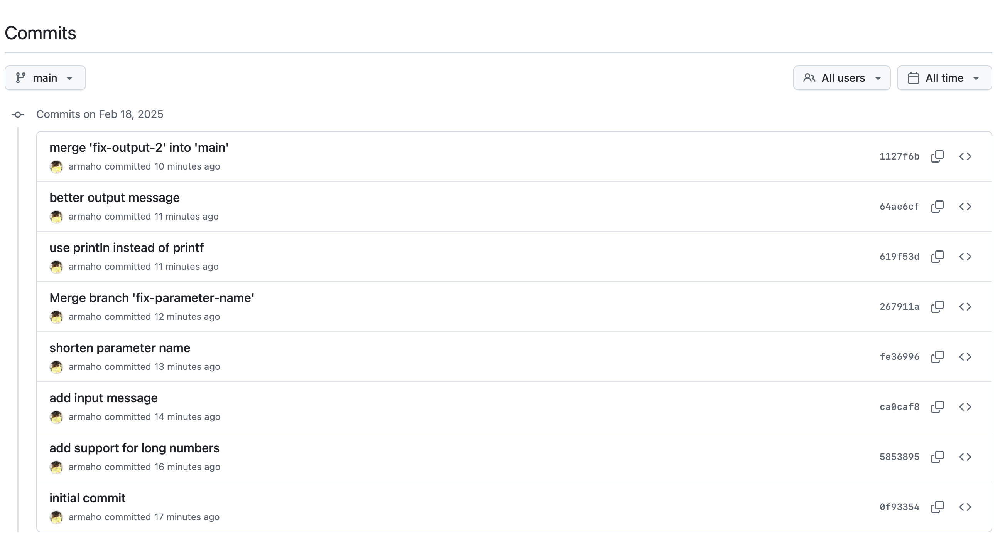 Commits
main
All users
All time
Commits on Feb 18, 2025
merge 'fix-output-2' into 'main'
armaho committed 10 minutes ago
1127f6b
better output message
armaho committed 11 minutes ago
64ae6cf
use println instead of printf
armaho committed 11 minutes ago
619f53d
Merge branch 'fix-parameter-name'
armaho committed 12 minutes ago
267911a
shorten parameter name
armaho committed 13 minutes ago
fe36996
add input message
armaho committed 14 minutes ago
ca0caf8
add support for long numbers
armaho committed 16 minutes ago
5853895
initial commit
armaho committed 17 minutes ago
0f93354